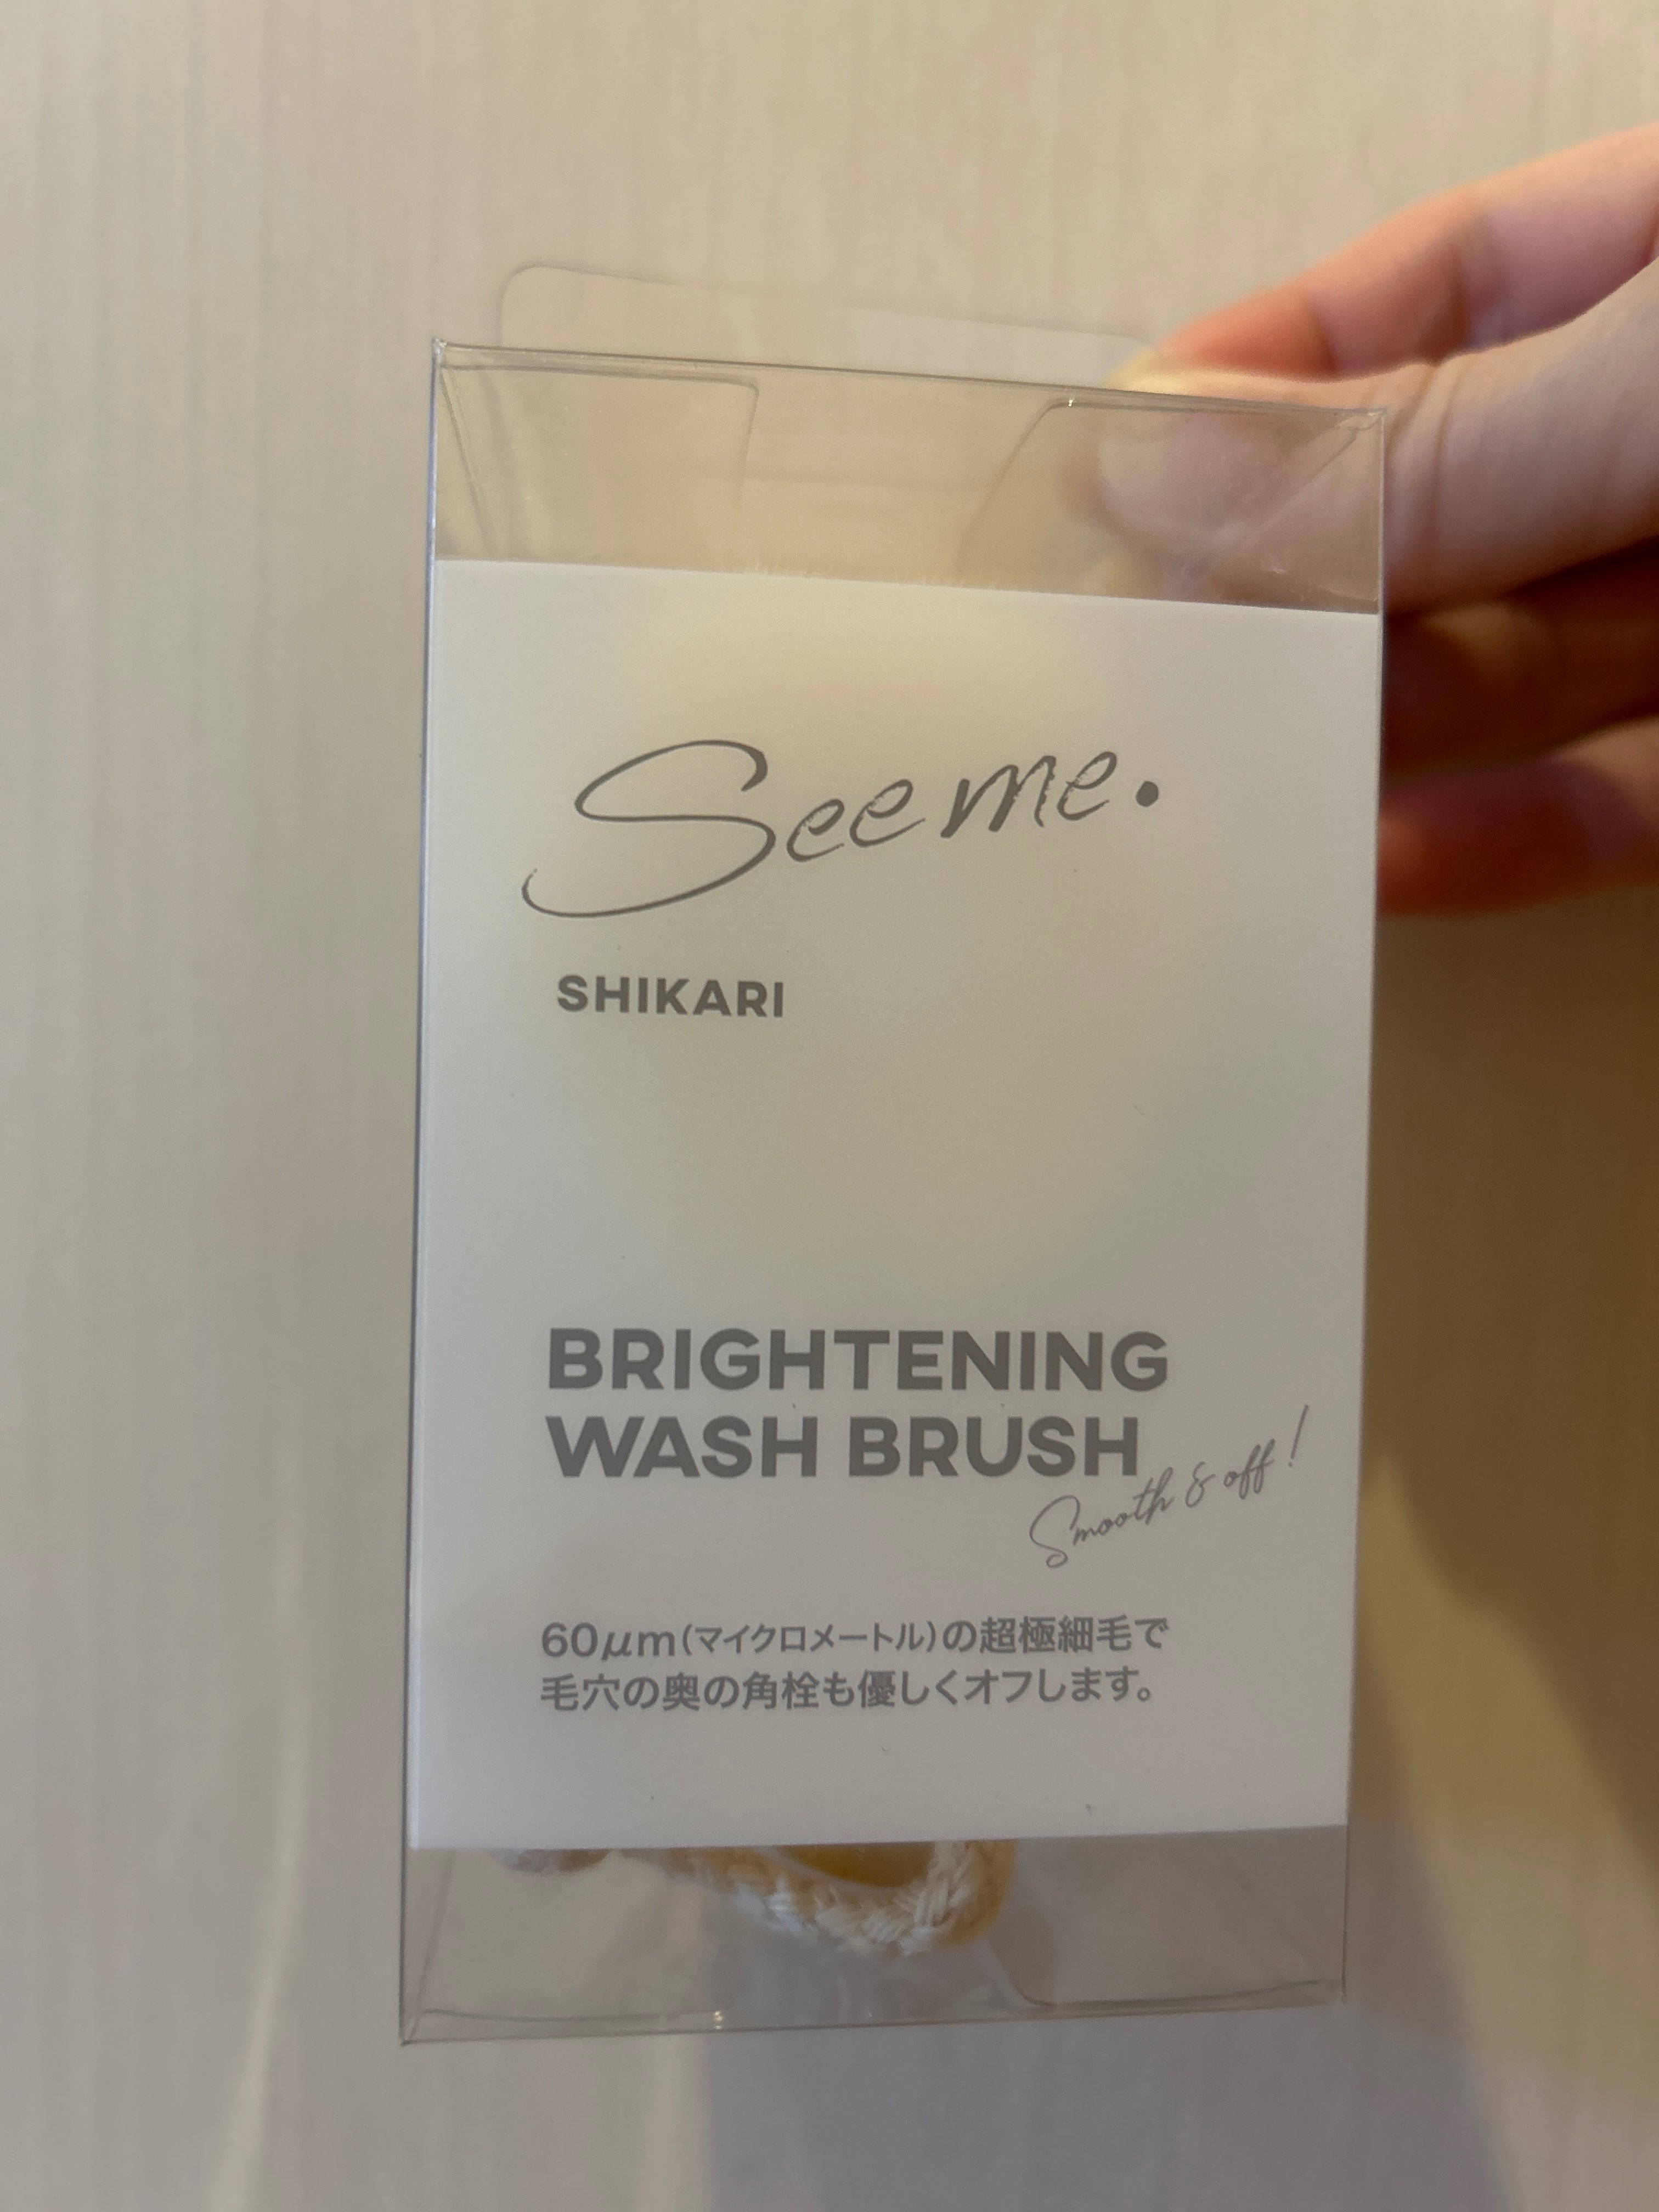 See me.
SHIKARI
BRIGHTENING
WASH BRUSH
Smooth & off!
60μm(マイクロメートル)の超極細毛で
毛穴の奥の角栓も優しくオフします。